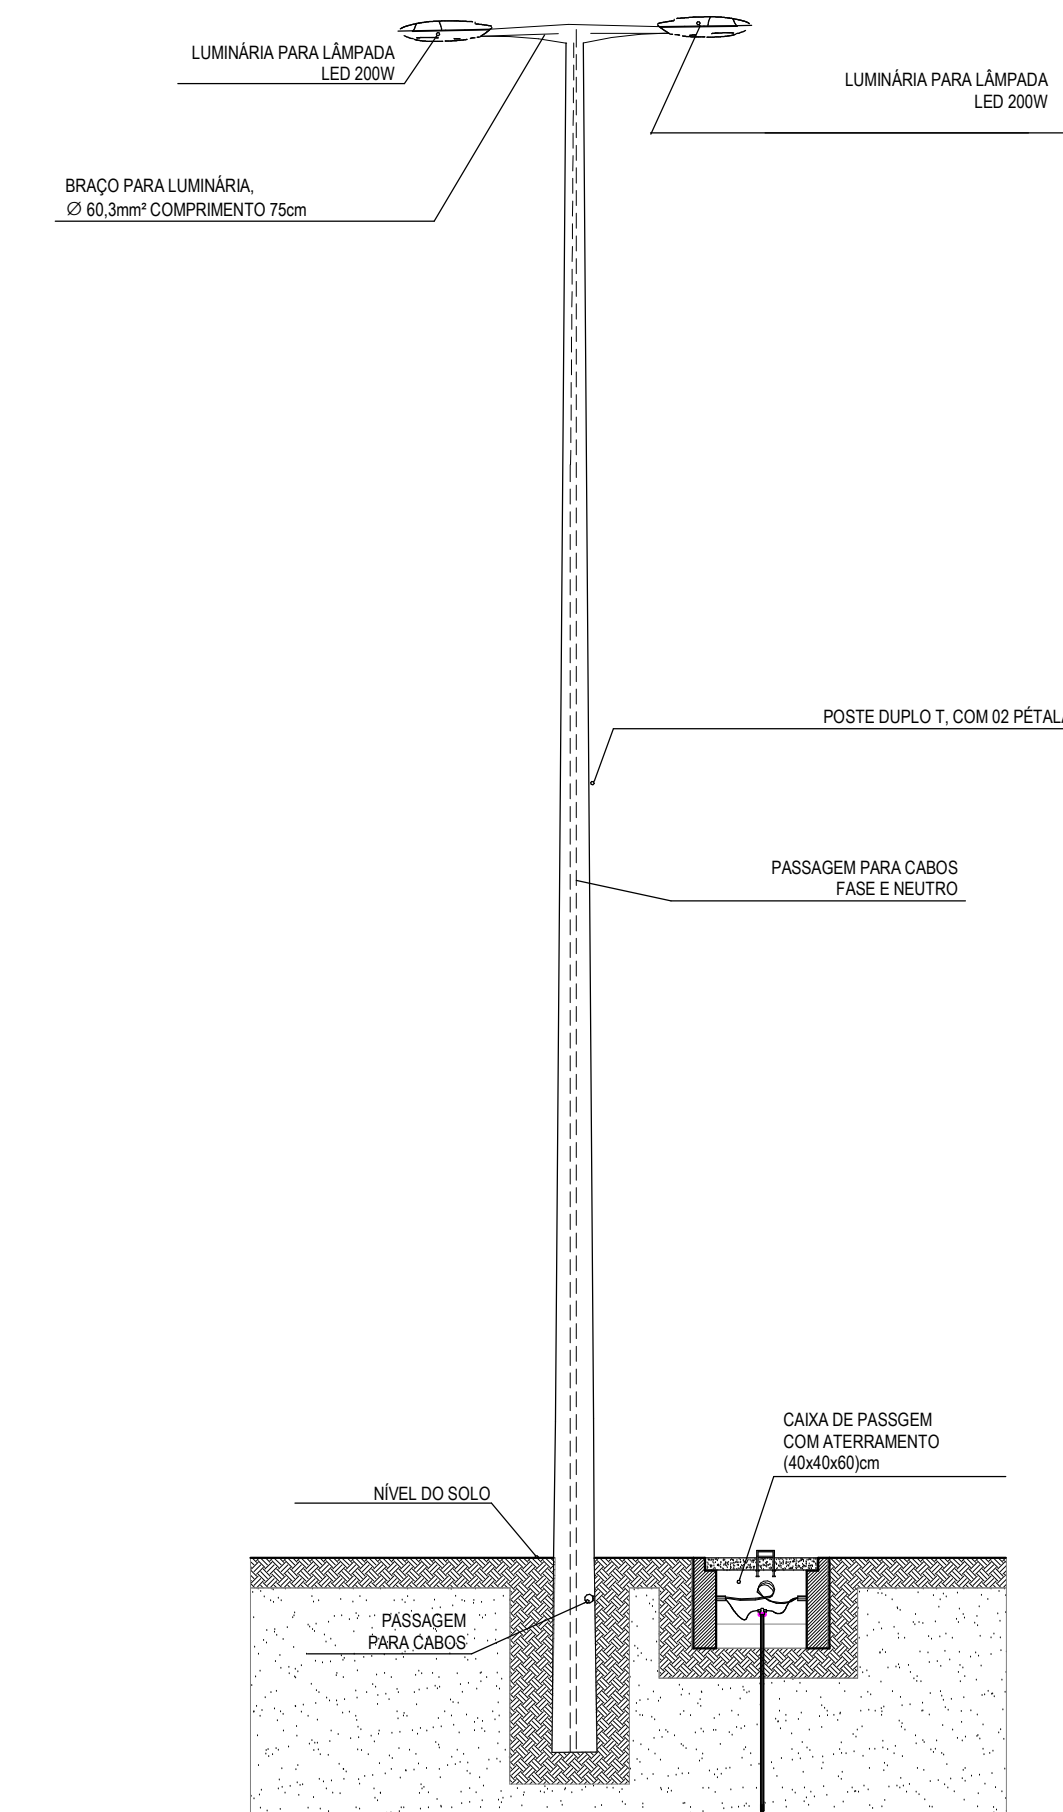 LUMINÁRIA PARA LÂMPADA
LED 200W
LUMINÁRIA PARA LÂMPADA
LED 200W
BRAÇO PARA LUMINÁRIA,
∅ 60,3mm² COMPRIMENTO 75cm
POSTE DUPLO T, COM 02
PASSAGEM PARA CABOS
FASE E NEUTRO
CAIXA DE PASSGEM
COM ATERRAMENTO
(40x40x60)cm
NÍVEL DO SOLO
PASSAGEM
PARA CABOS